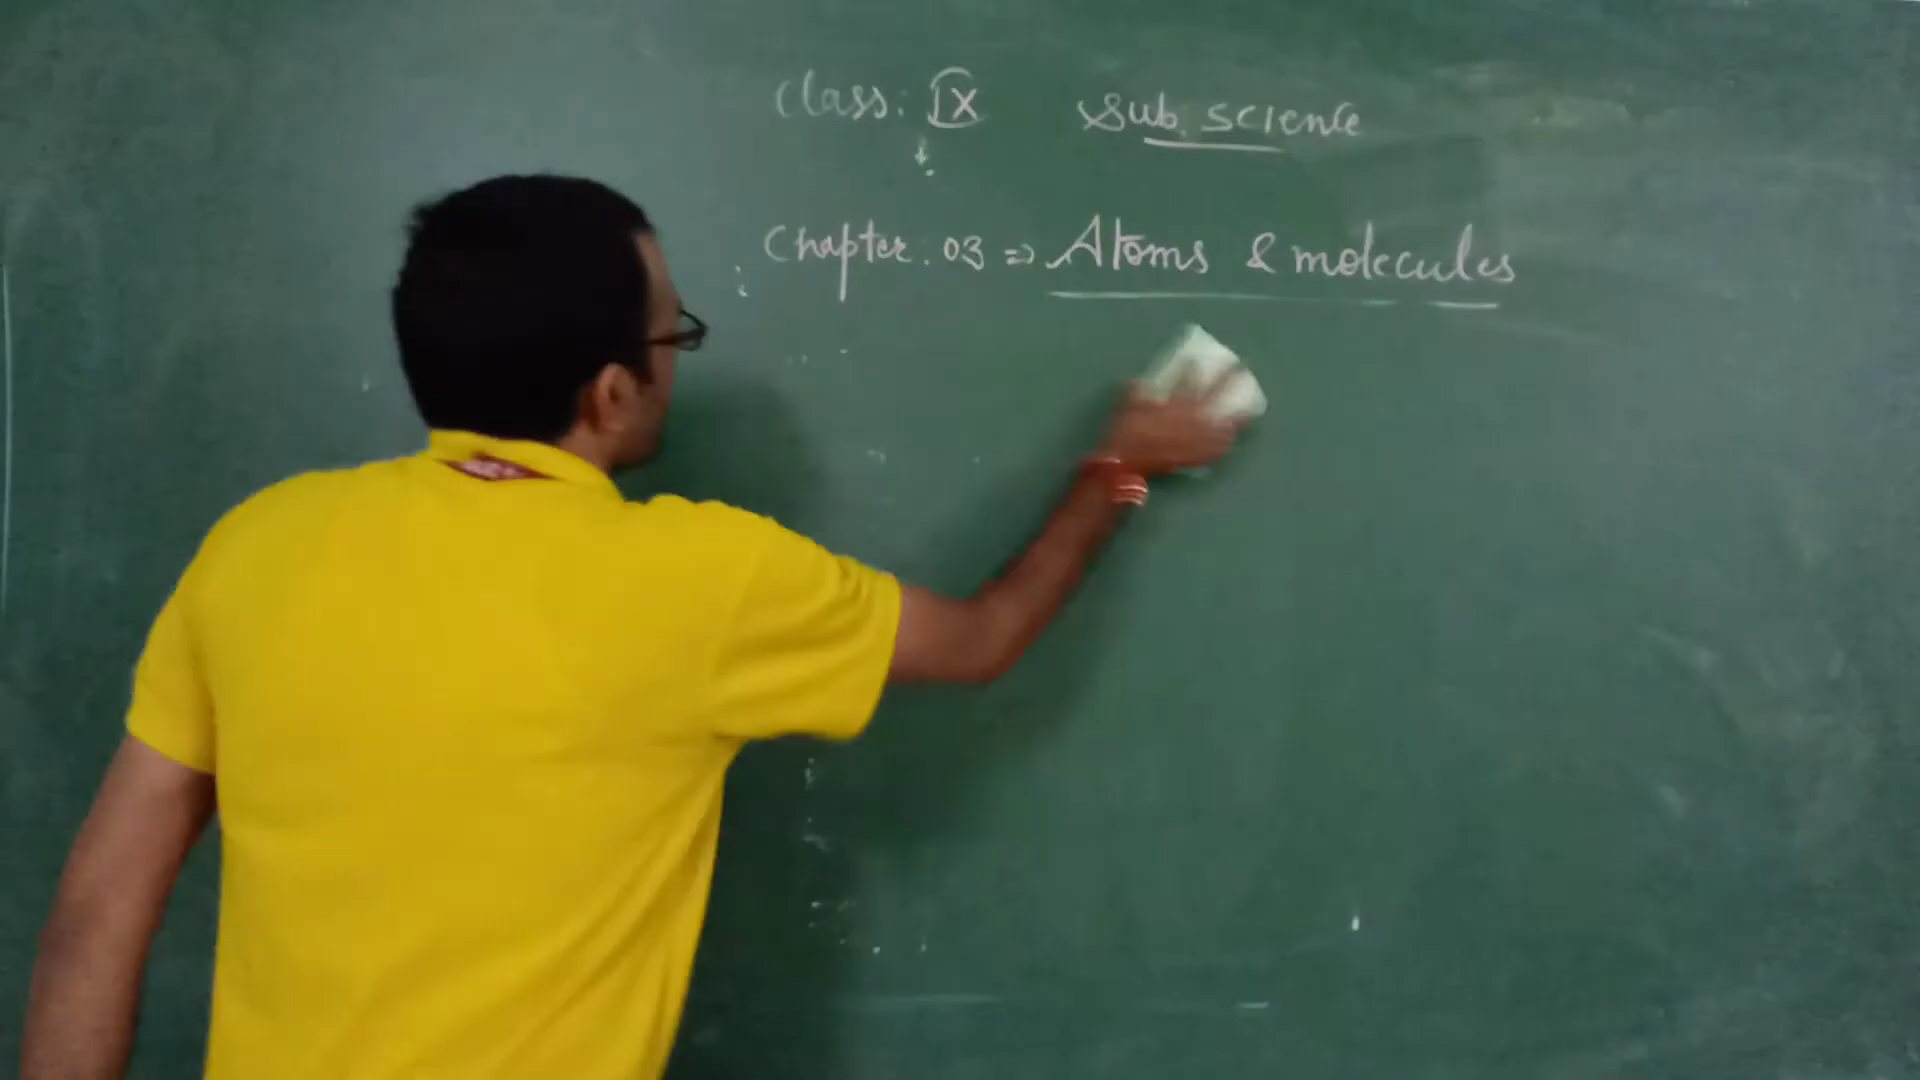 Class: IX Sub. Science
Chapter: 03 ⇒ Atoms & molecules